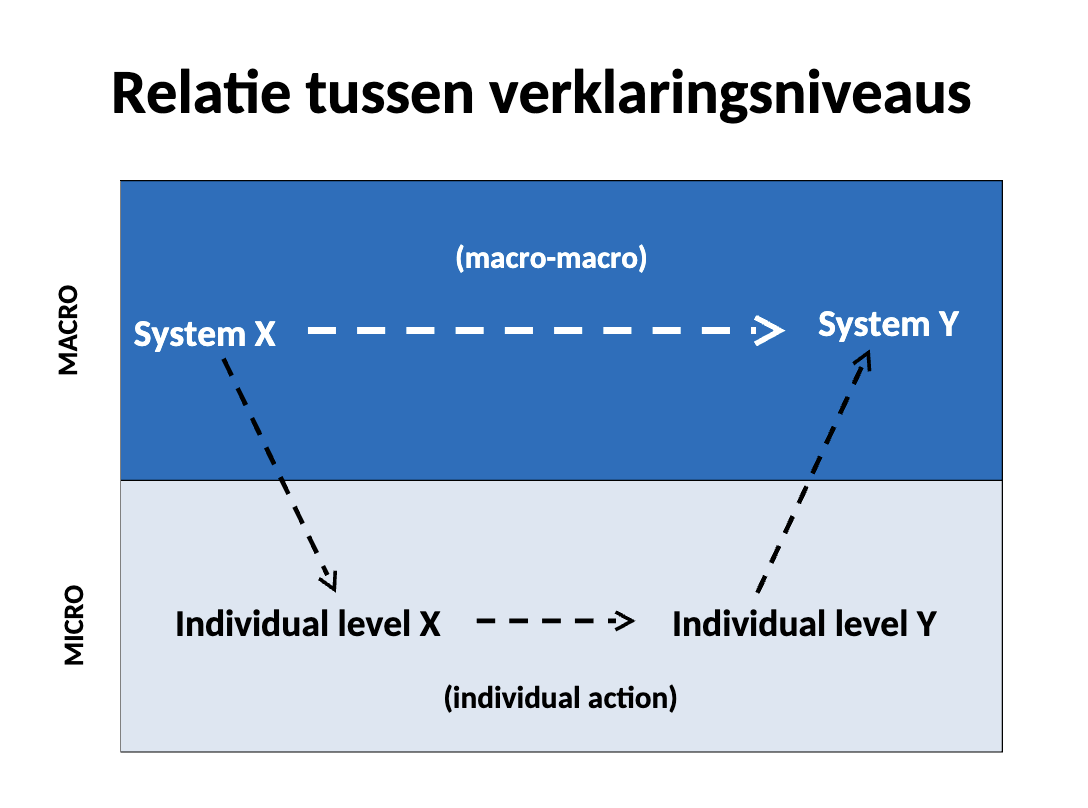 Relatie tussen verklaringsniveaus
MACRO
(macro-macro)
System X
System Y
MICRO
Individual level X
Individual level Y
(individual action)